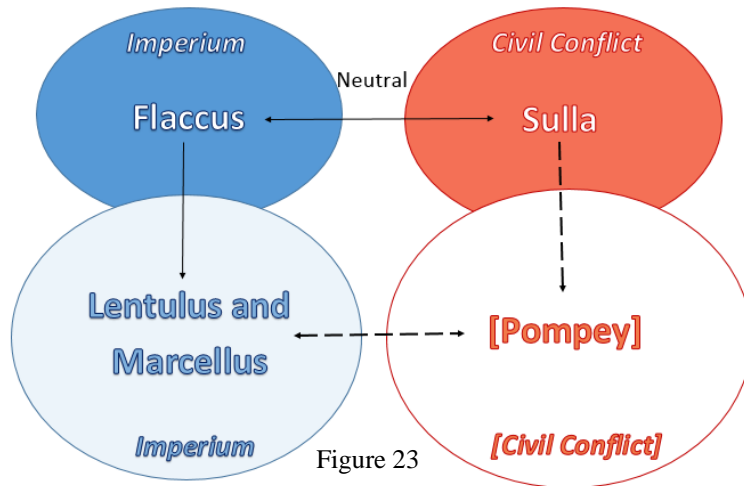 Imperium
Civil Conflict
Neutral
Flaccus
Sulla
Lentulus and
Marcellus
[Pompey]
Imperium
[Civil Conflict]
Figure 23